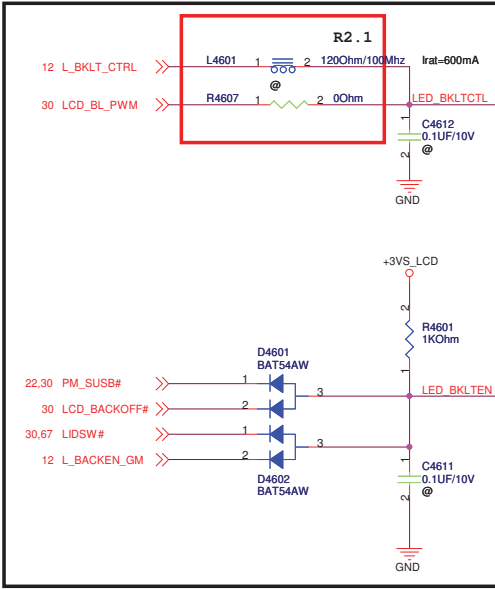 R2.1
12 L_BKLT_CTRL L4601 1 2 120Ohm/100Mhz Irat=600mA
@
30 LCD_BL_PWM R4607 1 2 0Ohm LED_BKLTCTL
1 C4612
0.1UF/10V
2 @
GND
+3VS_LCD
2
R4601
1KOhm
1
D4601
BAT54AW
22,30 PM_SUSB# 1
3 LED_BKLTEN
30 LCD_BACKOFF# 2
30,67 LIDSW# 1
3
12 L_BACKEN_GM 2
D4602
BAT54AW
1 C4611
0.1UF/10V
2 @
GND